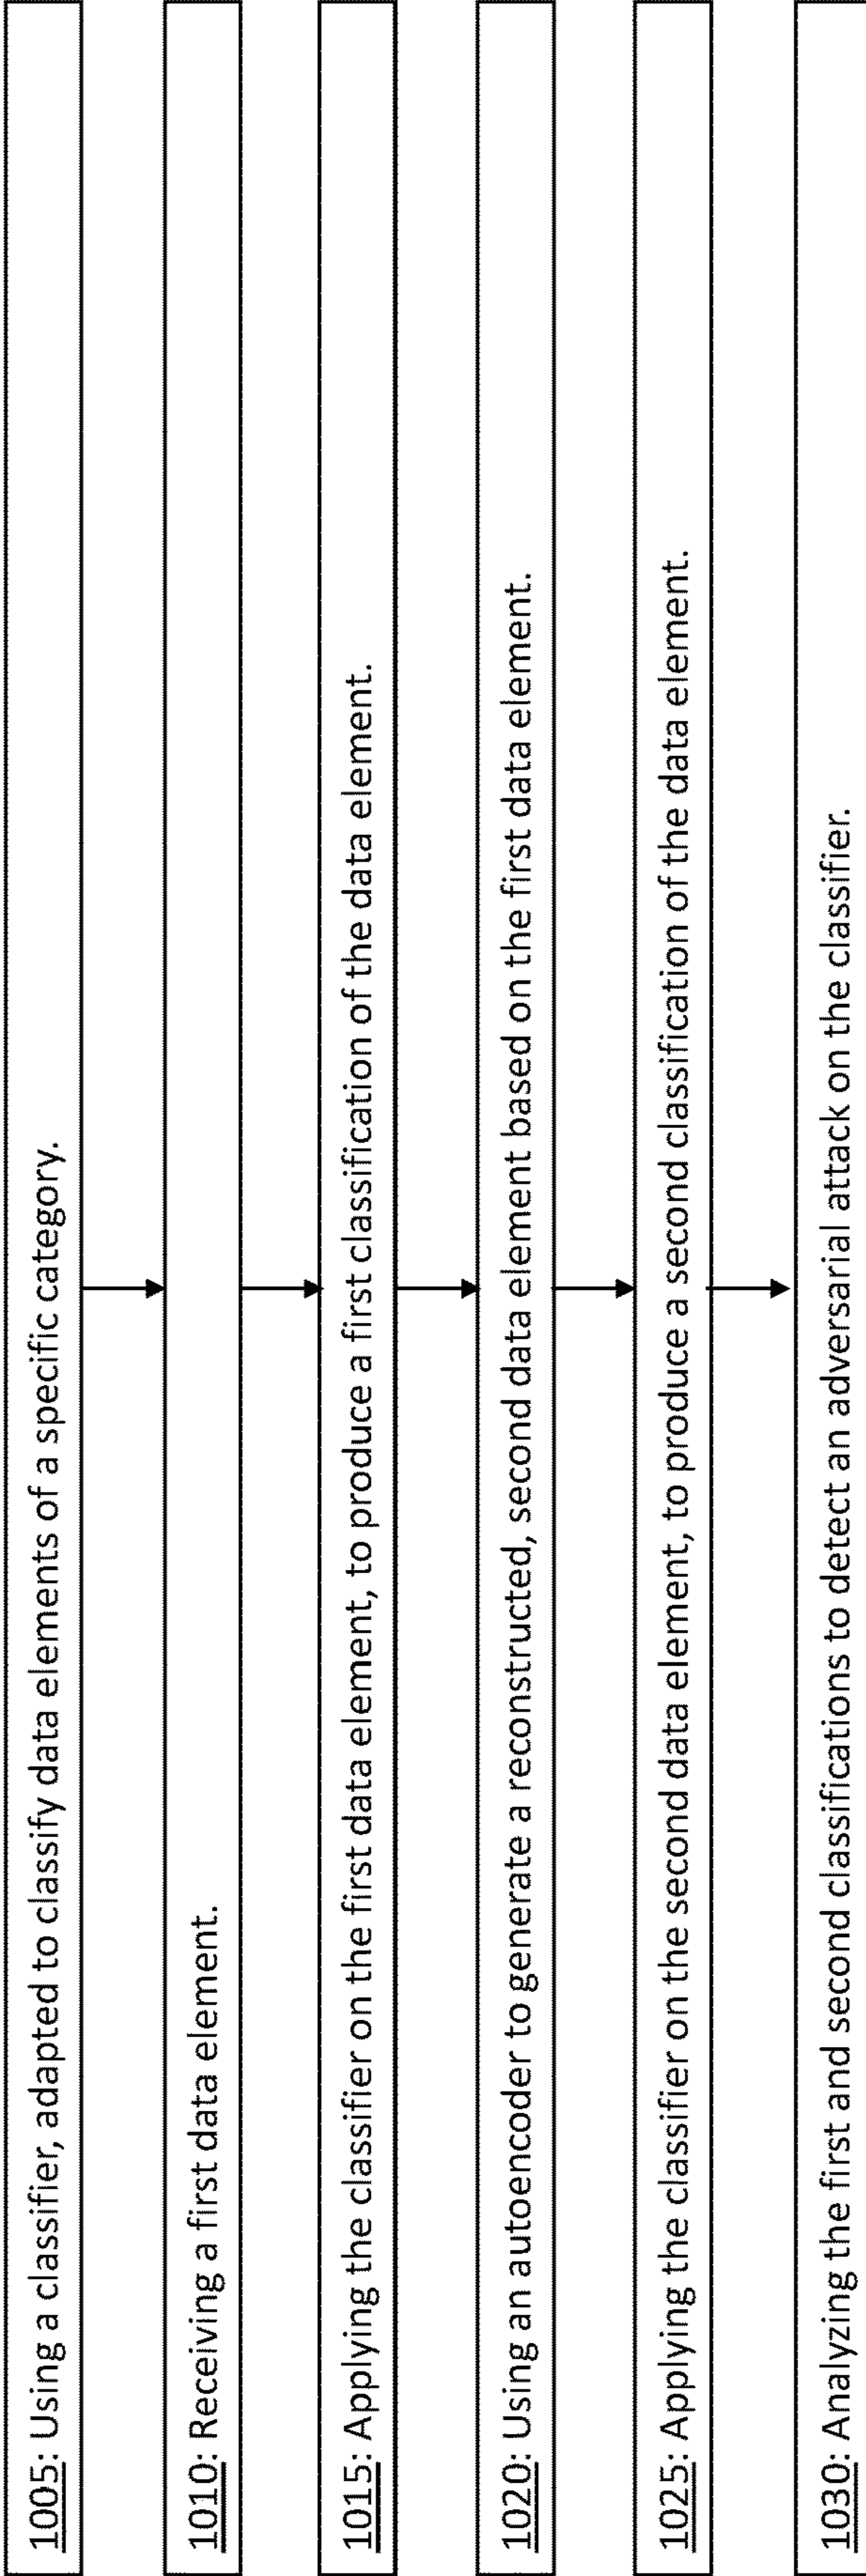 1005: Using a classifier, adapted to classify data elements of a specific category.
1010: Receiving a first data element.
1015: Applying the classifier on the first data element, to produce a first classification of the data element.
1020: Using an autoencoder to generate a reconstructed, second data element based on the first data element.
1025: Applying the classifier on the second data element, to produce a second classification of the data element.
1030: Analyzing the first and second classifications to detect an adversarial attack on the classifier.